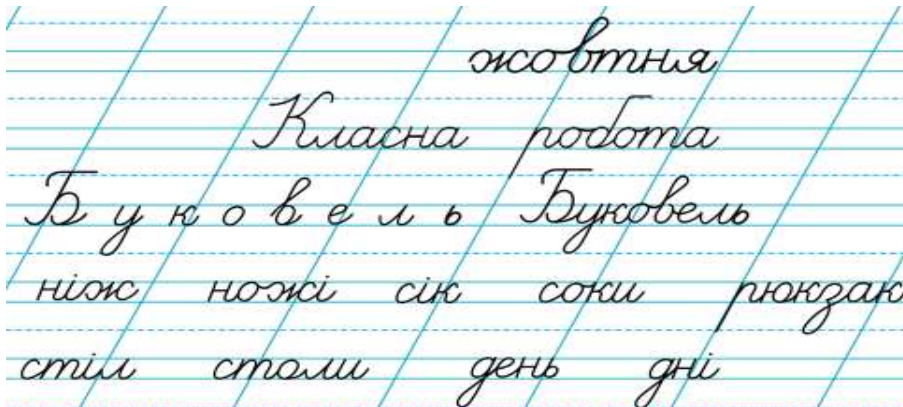 жовтня
Класна робота
Б у к о в е л ь Буковель
ніж ножі сік соки рюкзак
стіл столи день дні